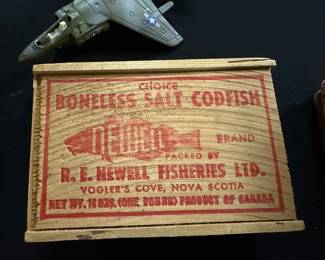 CHOICE
BONELESS SALT CODFISH
NEWELL
BRAND
PACKED BY
R. E. NEWELL FISHERIES LTD.
VOGLER'S COVE, NOVA SCOTIA
NET WT. 16 OZS. (ONE POUND) PRODUCT OF CANADA